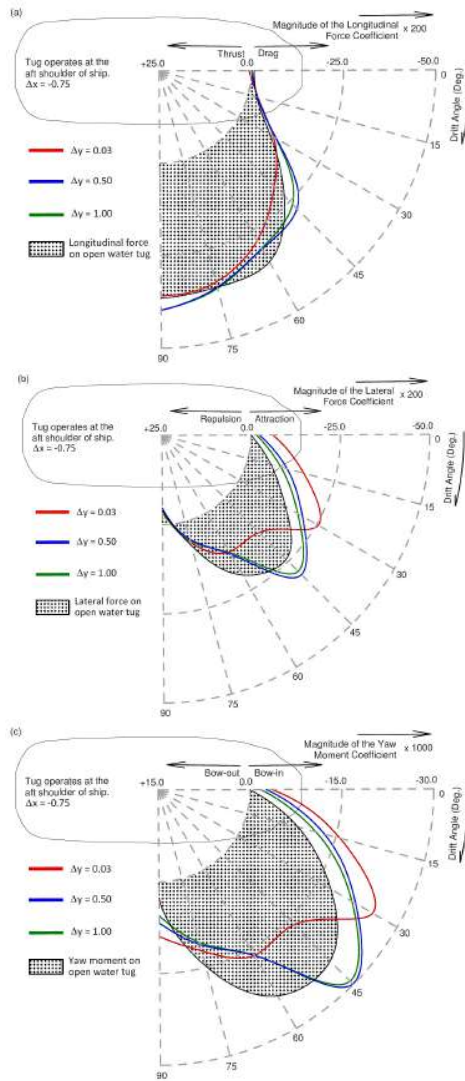 (a)
Magnitude of the Longitudinal
Force Coefficient x 200
Thrust Drag
Tug operates at the
aft shoulder of ship.
Δx = -0.75
+25.0 0.0 -25.0 -50.0
0
Drift Angle (Deg.)
15
30
45
60
75
90
Δy = 0.03
Δy = 0.50
Δy = 1.00
Longitudinal force
on open water tug
(b)
Magnitude of the Lateral
Force Coefficient x 200
Repulsion Attraction
Tug operates at the
aft shoulder of ship.
Δx = -0.75
+25.0 0.0 -25.0 -50.0
0
Drift Angle (Deg.)
15
30
45
60
75
90
Δy = 0.03
Δy = 0.50
Δy = 1.00
Lateral force on
open water tug
(c)
Magnitude of the Yaw
Moment Coefficient x 1000
Bow-out Bow-in
Tug operates at the
aft shoulder of ship.
Δx = -0.75
+15.0 0.0 -15.0 -30.0
0
Drift Angle (Deg.)
15
30
45
60
75
90
Δy = 0.03
Δy = 0.50
Δy = 1.00
Yaw moment on
open water tug